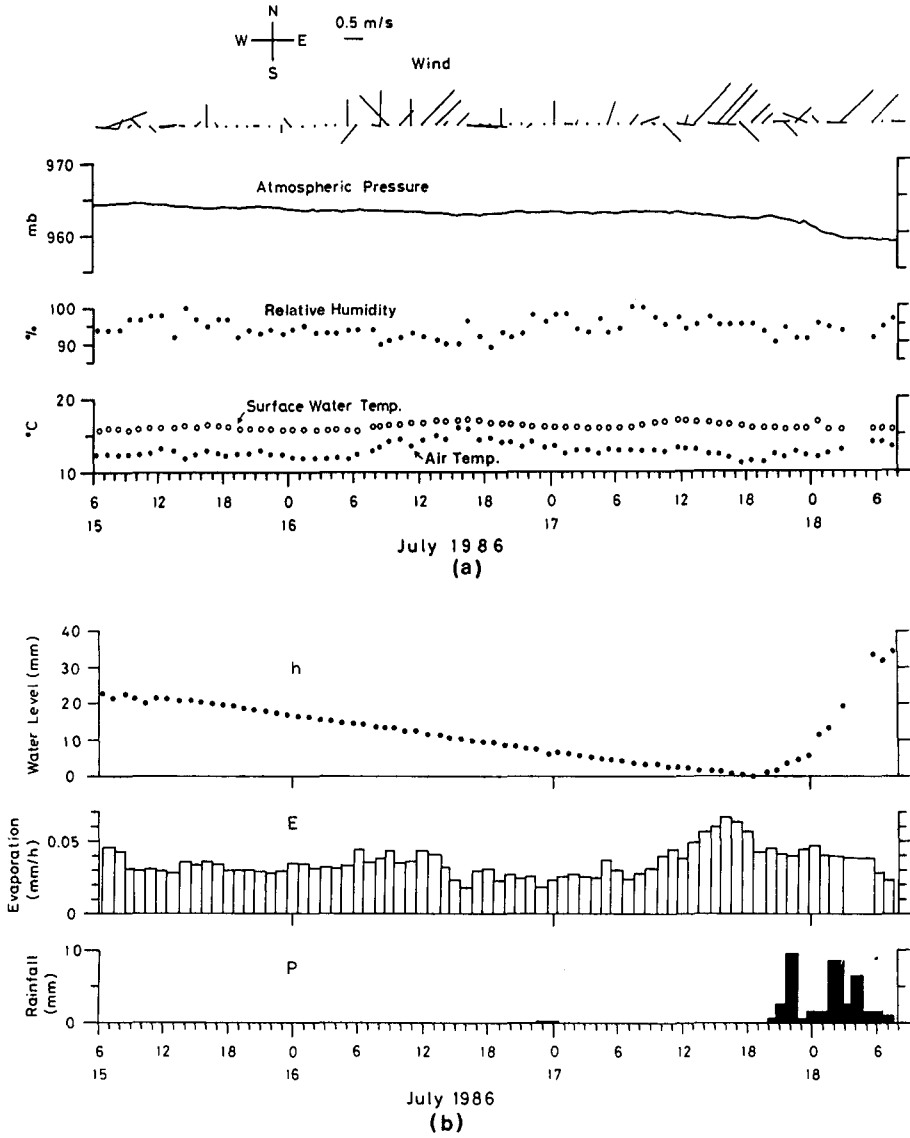 N
0.5 m/s
W E
S
Wind
970
Atmospheric Pressure
mb
960
100
Relative Humidity
%
90
20
Surface Water Temp.
°C
Air Temp.
10
6 12 18 0 6 12 18 0 6 12 18 0 6
15 16 17 18
July 1986
(a)
40
h
30
Water Level (mm)
20
10
0
E
0.05
Evaporation
(mm/h)
0
10
P
Rainfall
(mm)
0
6 12 18 0 6 12 18 0 6 12 18 0 6
15 16 17 18
July 1986
(b)